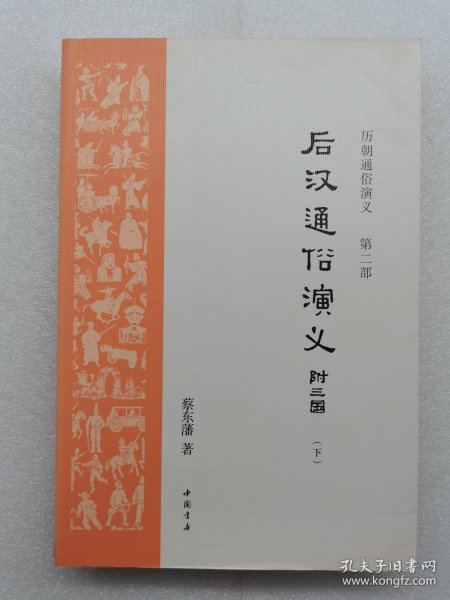 历朝通俗演义 第二部
后汉通俗演义
附三国
（下）
蔡东藩 著
中国书店
孔夫子旧书网
www.kongfz.com